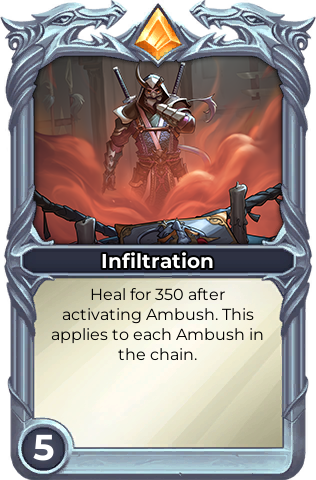 Infiltration
Heal for 350 after
activating Ambush. This
applies to each Ambush in
the chain.
5